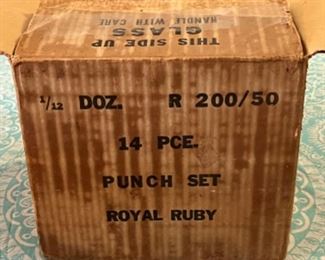 THIS SIDE UP
GLASS
HANDLE WITH CARE
1/12 DOZ. R 200/50
14 PCE.
PUNCH SET
ROYAL RUBY